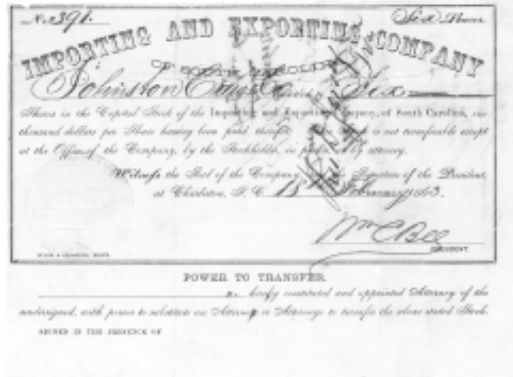 No. 391. Six Shares
IMPORTING AND EXPORTING COMPANY
OF SOUTH CAROLINA
Johnston Six
Shares in the Capital Stock of the Importing and Exporting Company, of South Carolina, one
thousand dollars per Share having been paid is not transferable except
at the Office of the Company, by the Stockholder, in person or by attorney.
Witness the Seal of the Company, Signature of the President,
at Charleston, S. C. 18 February 1863.
Wm C Bee
PRESIDENT.
POWER TO TRANSFER.
hereby constituted and appointed Attorney of the
undersigned, with power to substitute an Attorney or Attorneys to transfer the above stated Stock.
SIGNED IN THE PRESENCE OF